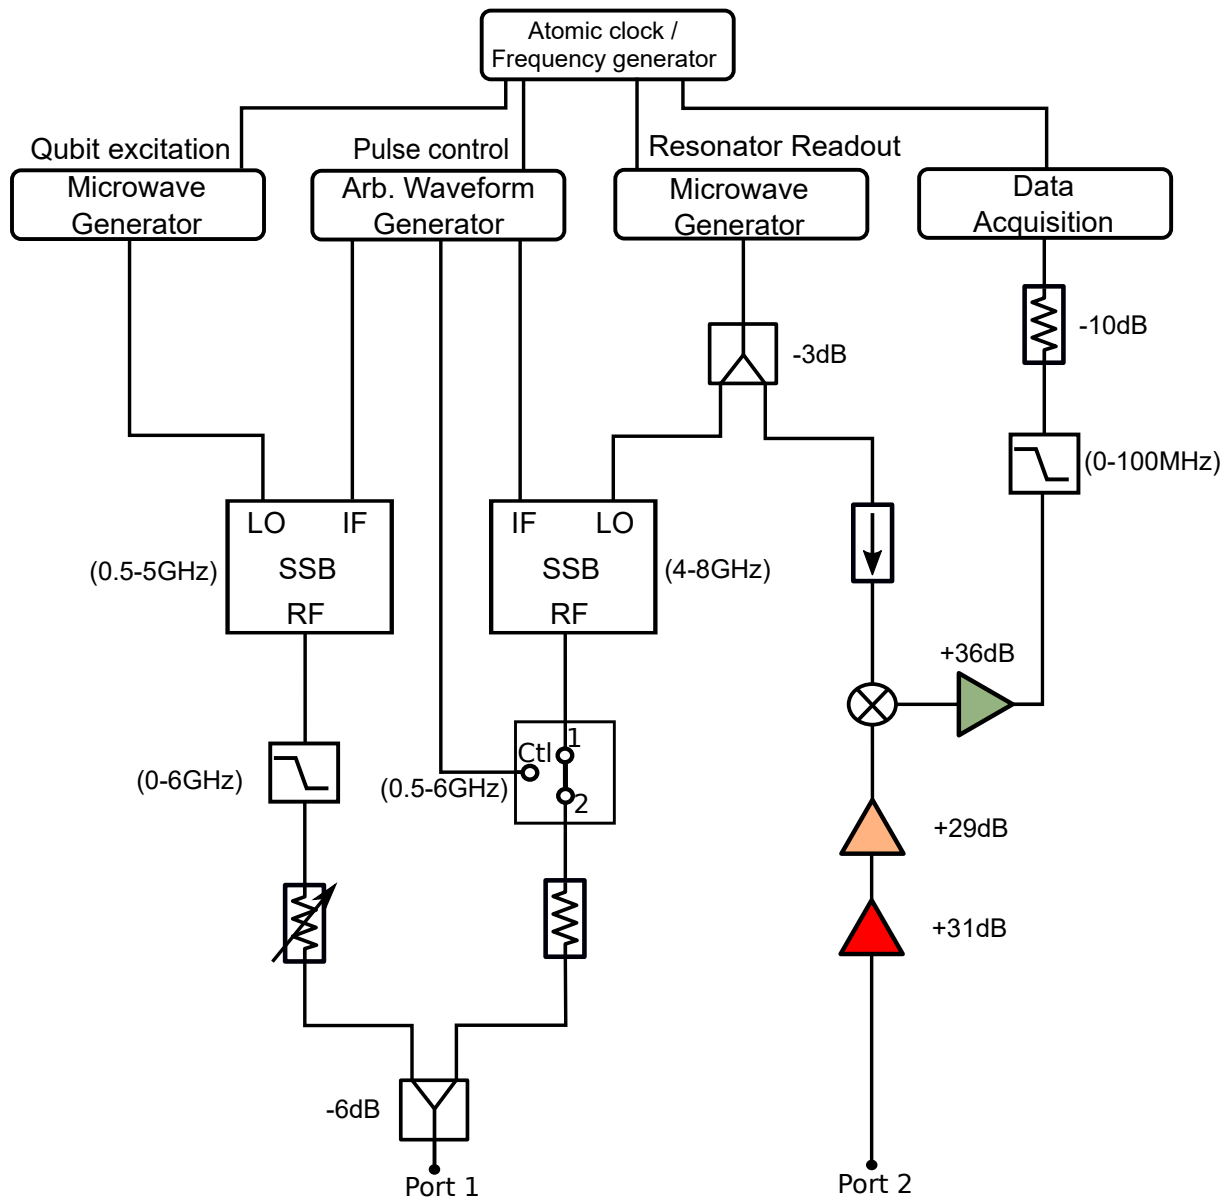 Atomic clock /
Frequency generator
Qubit excitation
Pulse control
Resonator Readout
Microwave
Generator
Arb. Waveform
Generator
Microwave
Generator
Data
Acquisition
-10dB
-3dB
(0-100MHz)
LO IF
SSB
RF
(0.5-5GHz)
IF LO
SSB
RF
(4-8GHz)
+36dB
(0-6GHz)
Ctl
1
2
(0.5-6GHz)
+29dB
+31dB
-6dB
Port 1
Port 2